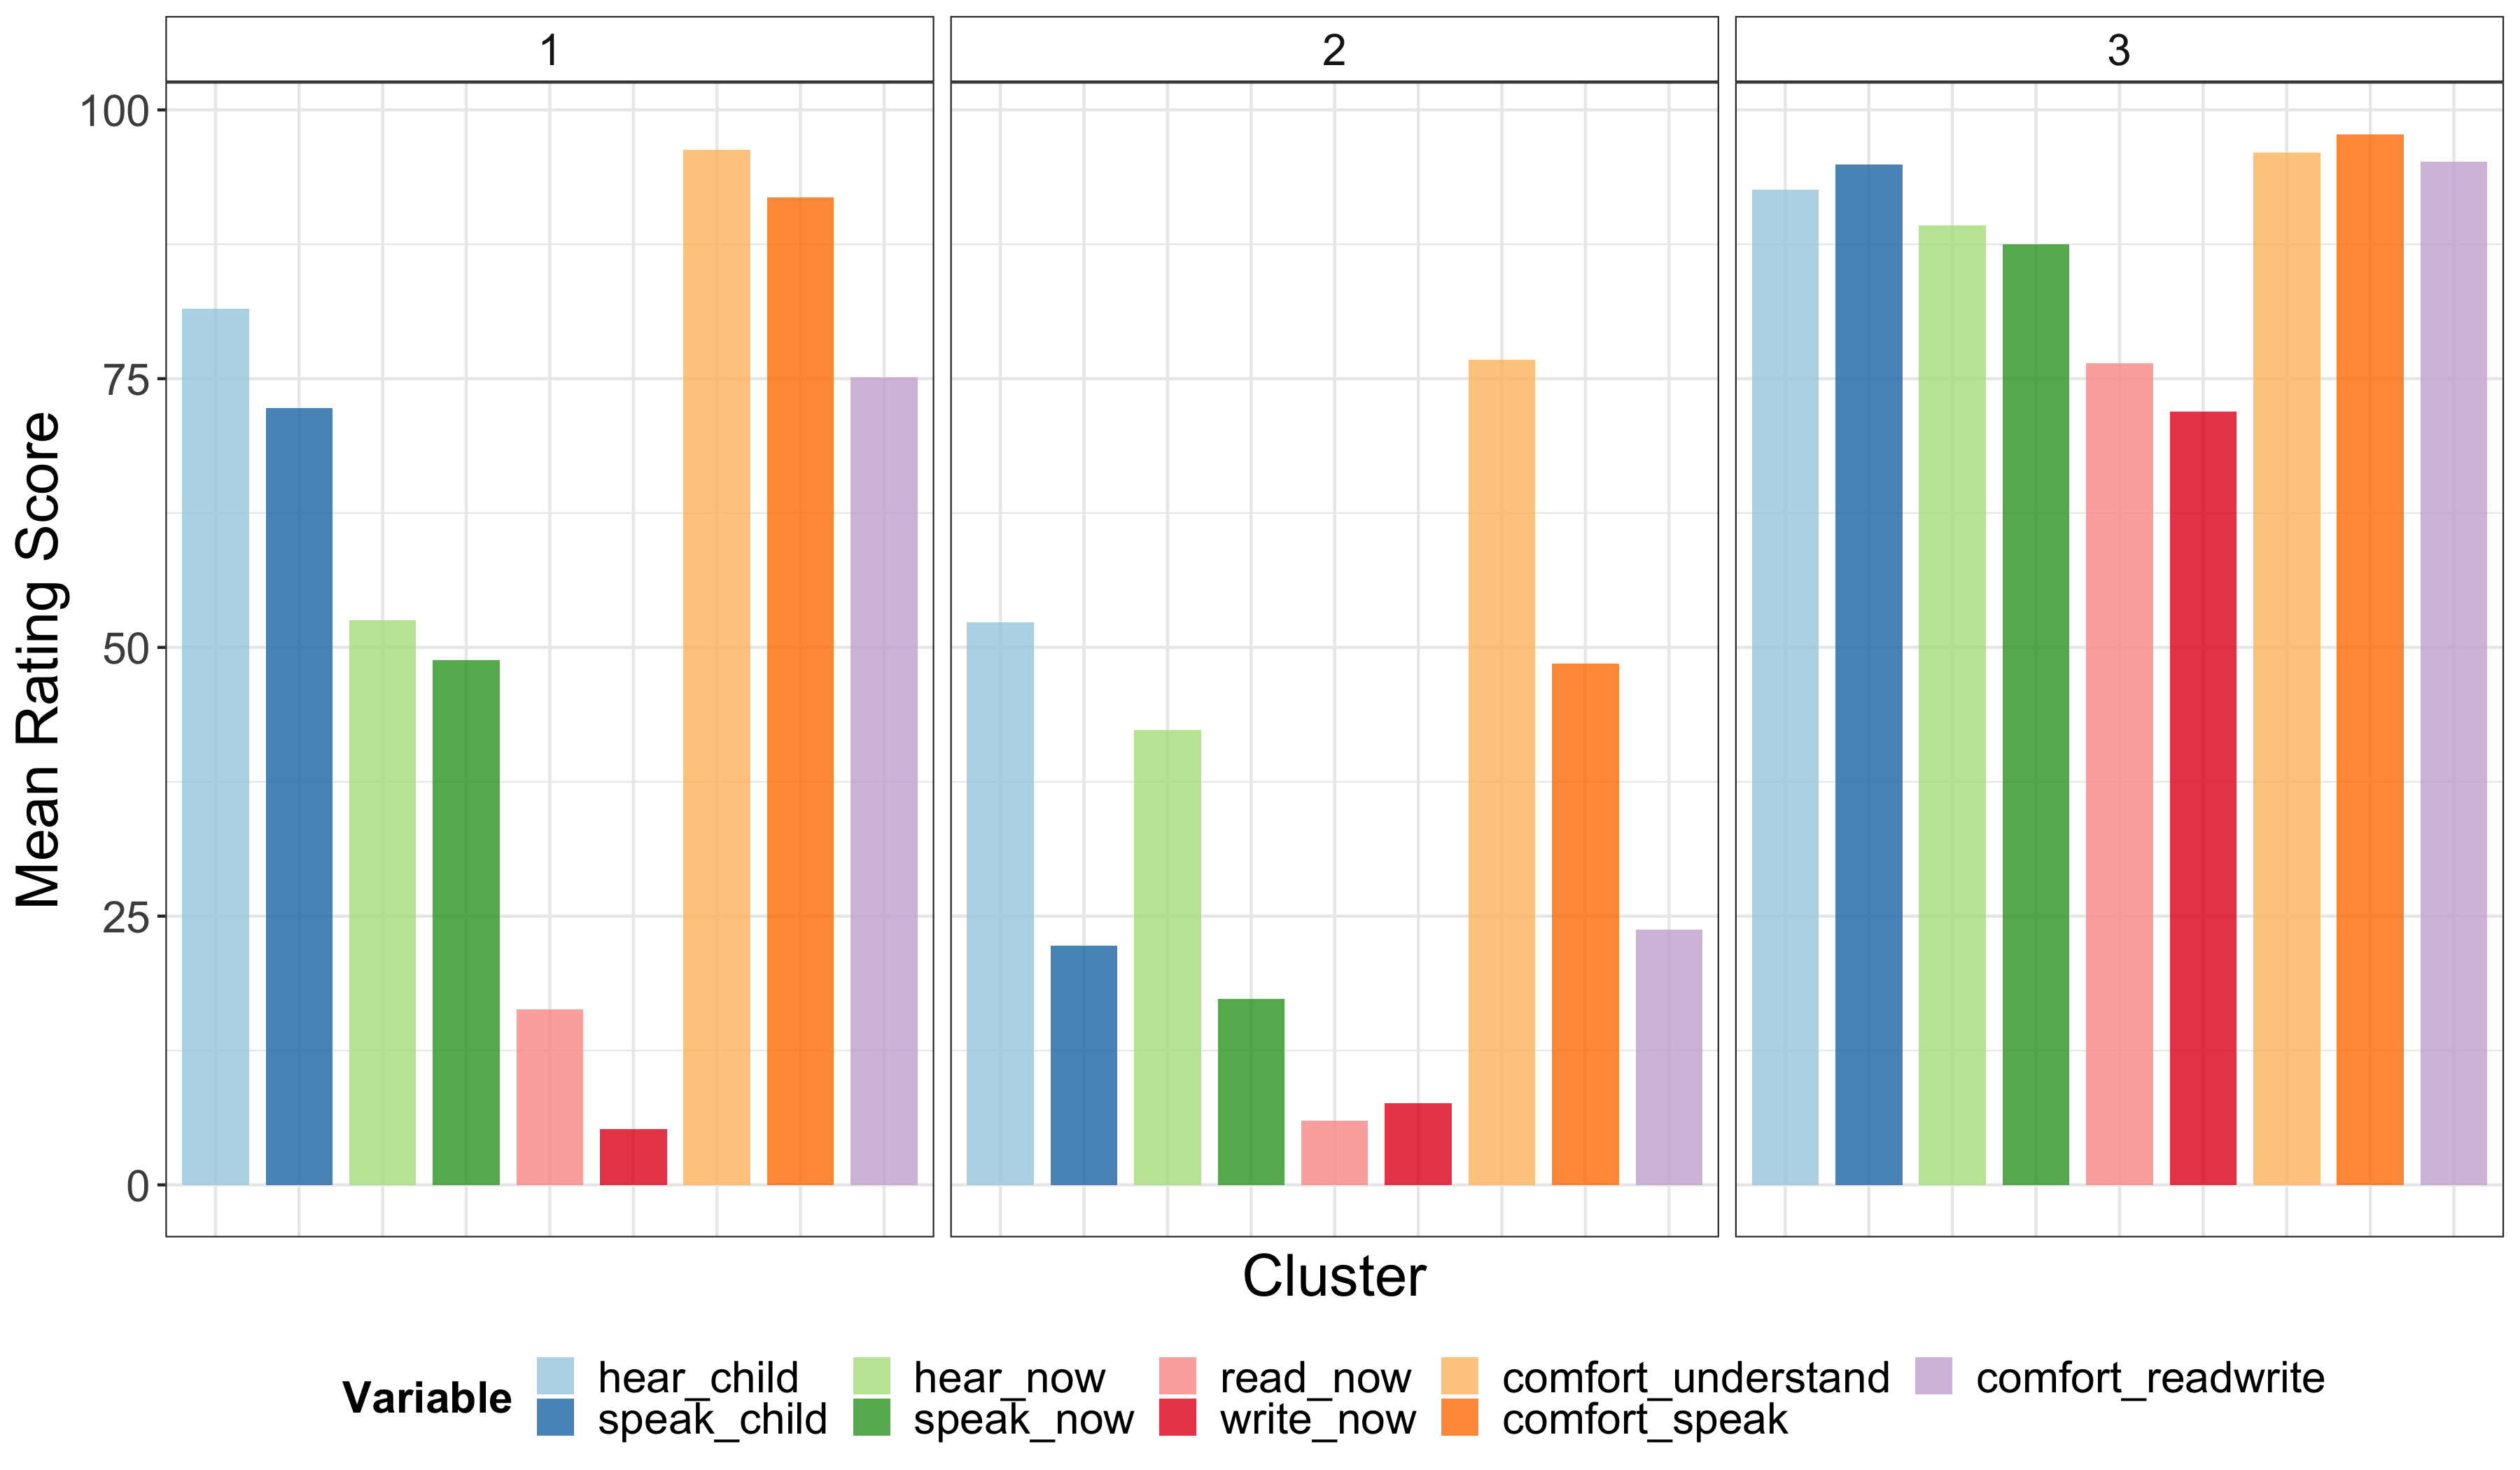 1 2 3
100
75
50
25
0
Mean Rating Score
Cluster
Variable
hear_child hear_now read_now comfort_understand comfort_readwrite
speak_child speak_now write_now comfort_speak